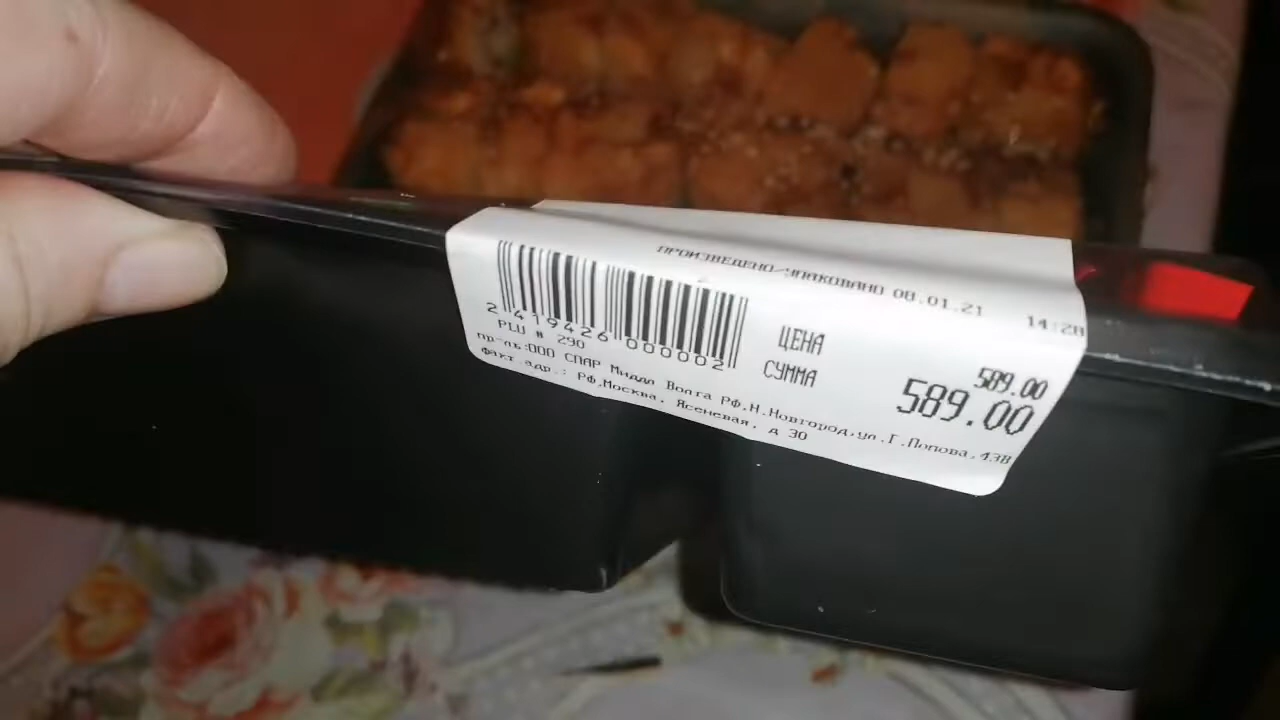 ПРОИЗВЕДЕНО/УПАКОВАНО 08.01.21 14:28
2 419426 000002
PLU # 290
ЦЕНА 589.00
СУММА 589.00
пр-ль:ООО СПАР Миддл Волга РФ,Н.Новгород,ул.Г.Попова,43В
Факт адр.: РФ,Москва, Ясеневая, д 30